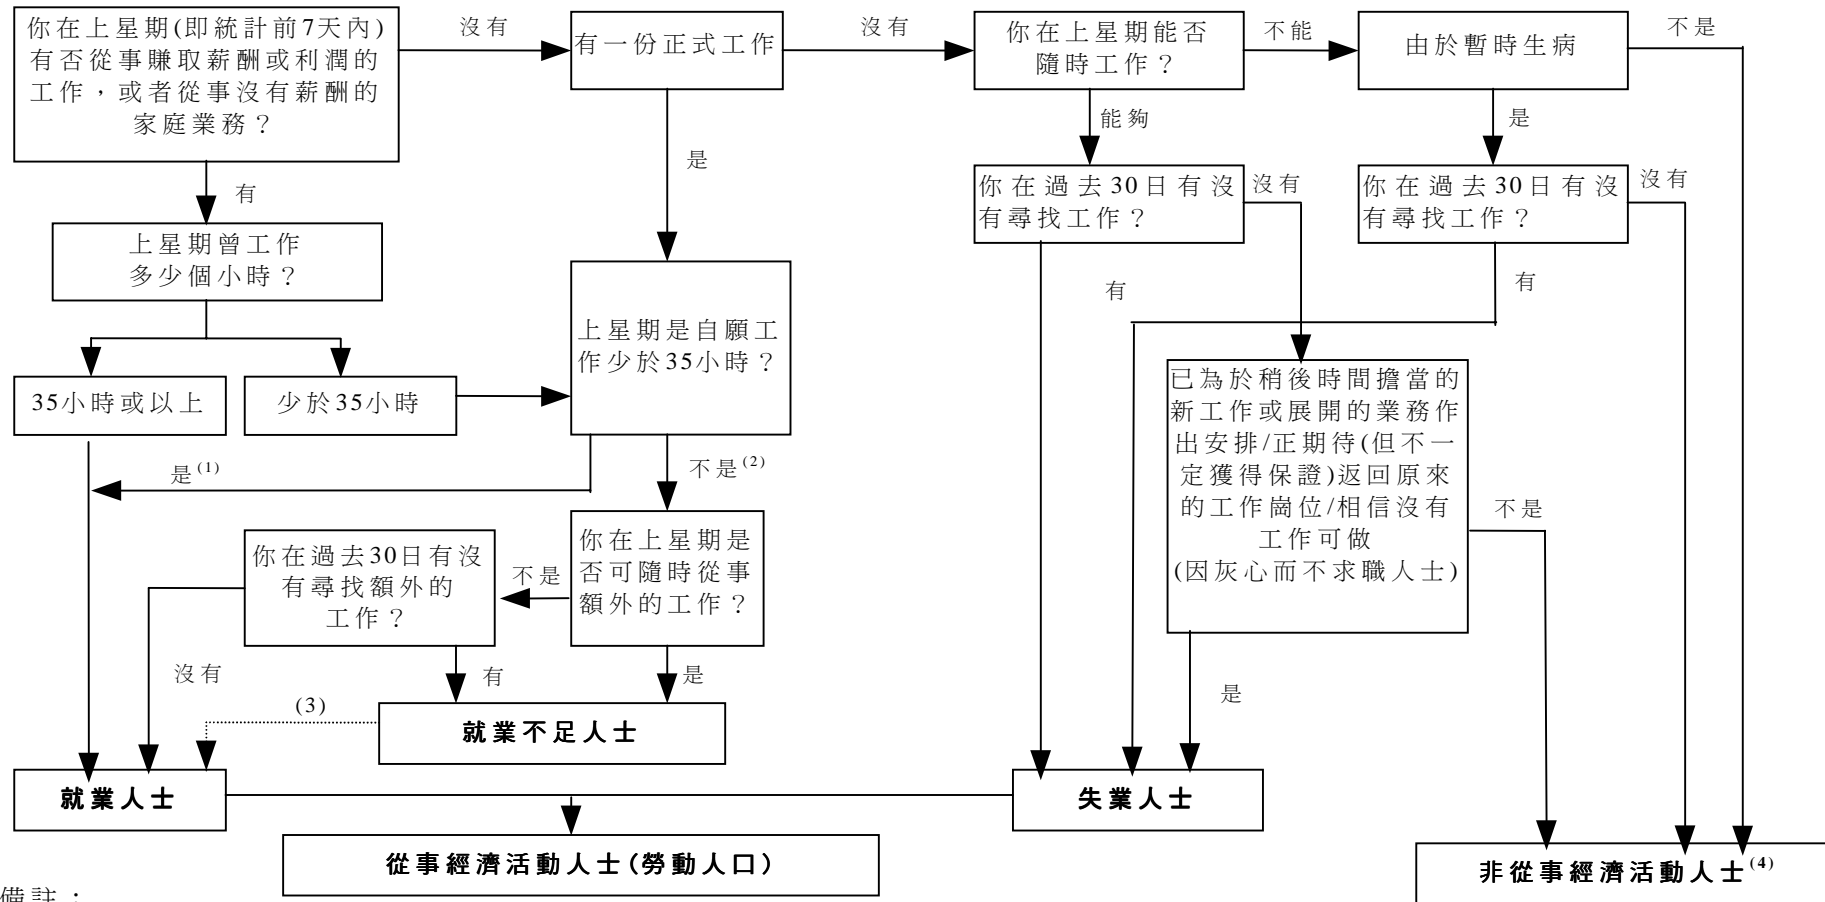 你在上星期(即統計前7天內)
有否從事賺取薪酬或利潤的
工作，或者從事沒有薪酬的
家庭業務？
沒有
有一份正式工作
沒有
你在上星期能否
隨時工作？
不能
由於暫時生病
不是
有
是
能夠
是
上星期曾工作
多少個小時？
你在過去30日有沒
有尋找工作？
沒有
你在過去30日有沒
有尋找工作？
沒有
35小時或以上
少於35小時
上星期是自願工
作少於35小時？
有
有
已為於稍後時間擔當的
新工作或展開的業務作
出安排/正期待(但不一
定獲得保證)返回原來
的工作崗位/相信沒有
工作可做
(因灰心而不求職人士)
是(1)
不是(2)
不是
你在過去30日有沒
有尋找額外的
工作？
不是
你在上星期是
否可隨時從事
額外的工作？
沒有
有
是
是
(3)
就業不足人士
就業人士
失業人士
從事經濟活動人士(勞動人口)
非從事經濟活動人士(4)
備註：